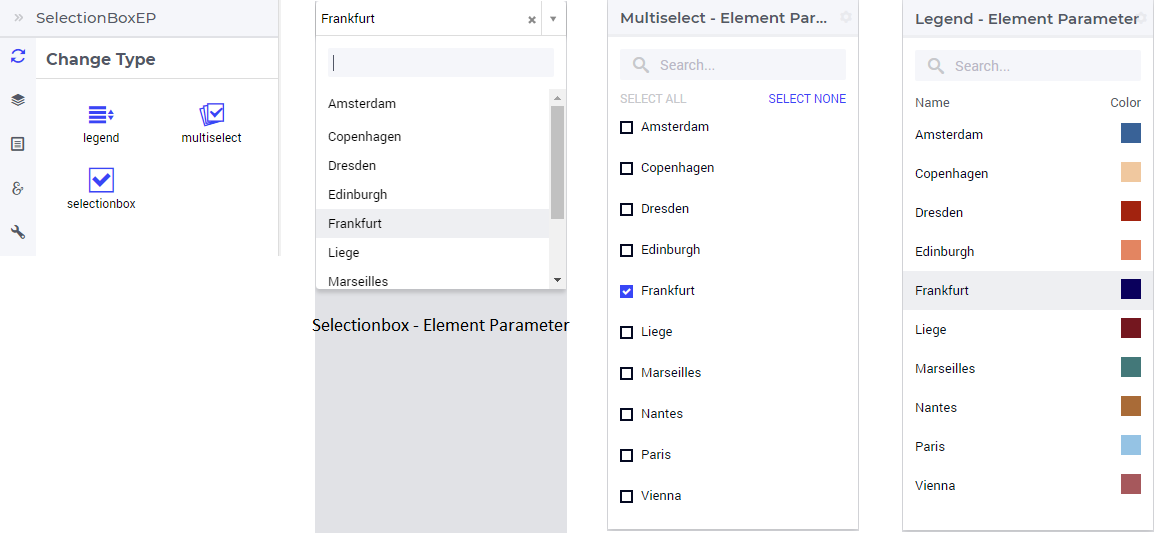 SelectionBoxEP
Change Type
legend
multiselect
selectionbox
Frankfurt
Amsterdam
Copenhagen
Dresden
Edinburgh
Frankfurt
Liege
Marseilles
Selectionbox - Element Parameter
Multiselect - Element Par...
Search...
SELECT ALL SELECT NONE
Amsterdam
Copenhagen
Dresden
Edinburgh
Frankfurt
Liege
Marseilles
Nantes
Paris
Vienna
Legend - Element Parameter
Search...
Name Color
Amsterdam
Copenhagen
Dresden
Edinburgh
Frankfurt
Liege
Marseilles
Nantes
Paris
Vienna